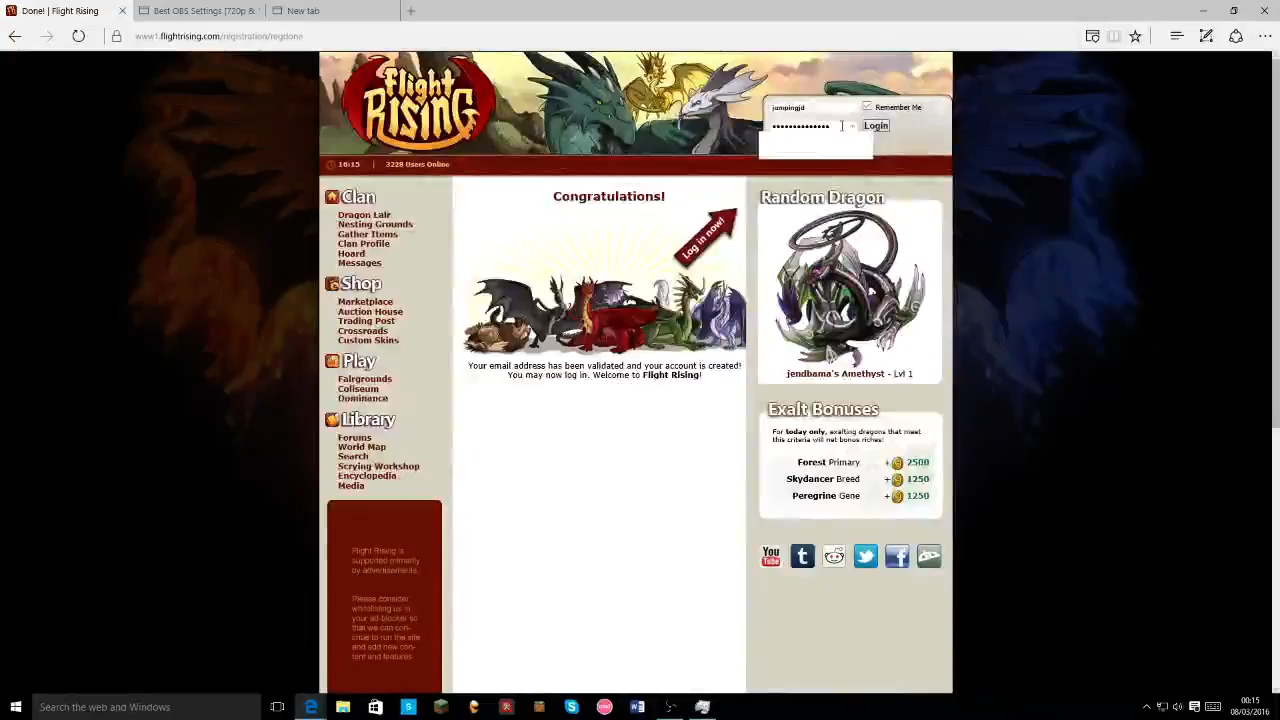 Done! | Flight Rising
Best OBS Settings [720p &
New tab
www1.flightrising.com/registration/regdone
Flight
RISING
jumpingjd
Remember Me
Login
16:15 | 3228 Users Online
Clan
Dragon Lair
Nesting Grounds
Gather Items
Clan Profile
Hoard
Messages
Shop
Marketplace
Auction House
Trading Post
Crossroads
Custom Skins
Play
Fairgrounds
Coliseum
Dominance
Library
Forums
World Map
Search
Scrying Workshop
Encyclopedia
Media
Flight Rising is
supported primarily
by advertisements.
Please consider
whitelisting us in
your ad-blocker so
that we can con-
tinue to run the site
and add new con-
tent and features
Congratulations!
Log in now!
Your email address has been validated and your account is created!
You may now log in. Welcome to Flight Rising!
Random Dragon
jendbama's Amethyst - Lvl 1
Exalt Bonuses
For today only, exalting dragons that meet
this criteria will net bonus riches!
Forest Primary + 2500
Skydancer Breed + 1250
Peregrine Gene + 1250
You
Tube
Search the web and Windows
00:15
08/03/2016